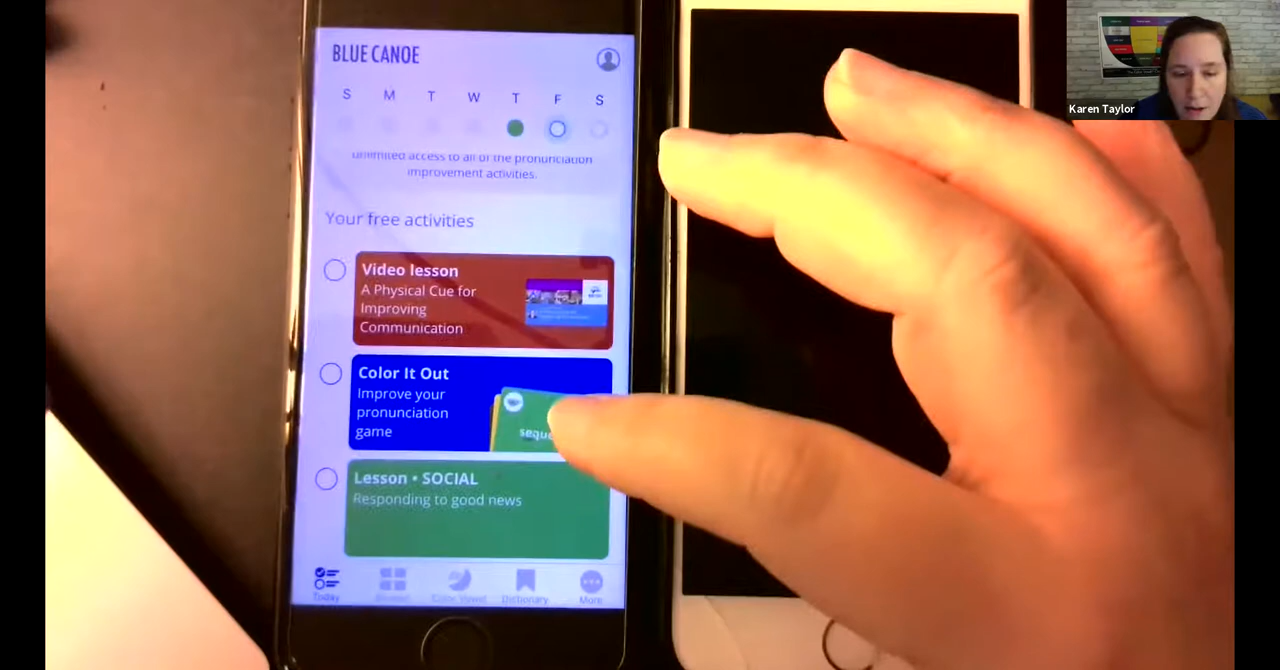 BLUE CANOE
S M T W T F S
unlimited access to all of the pronunciation
improvement activities.
Your free activities
Video lesson
A Physical Cue for
Improving
Communication
Color It Out
Improve your
pronunciation
game
Lesson • SOCIAL
Responding to good news
Today Color Vowel Dictionary More
Karen Taylor